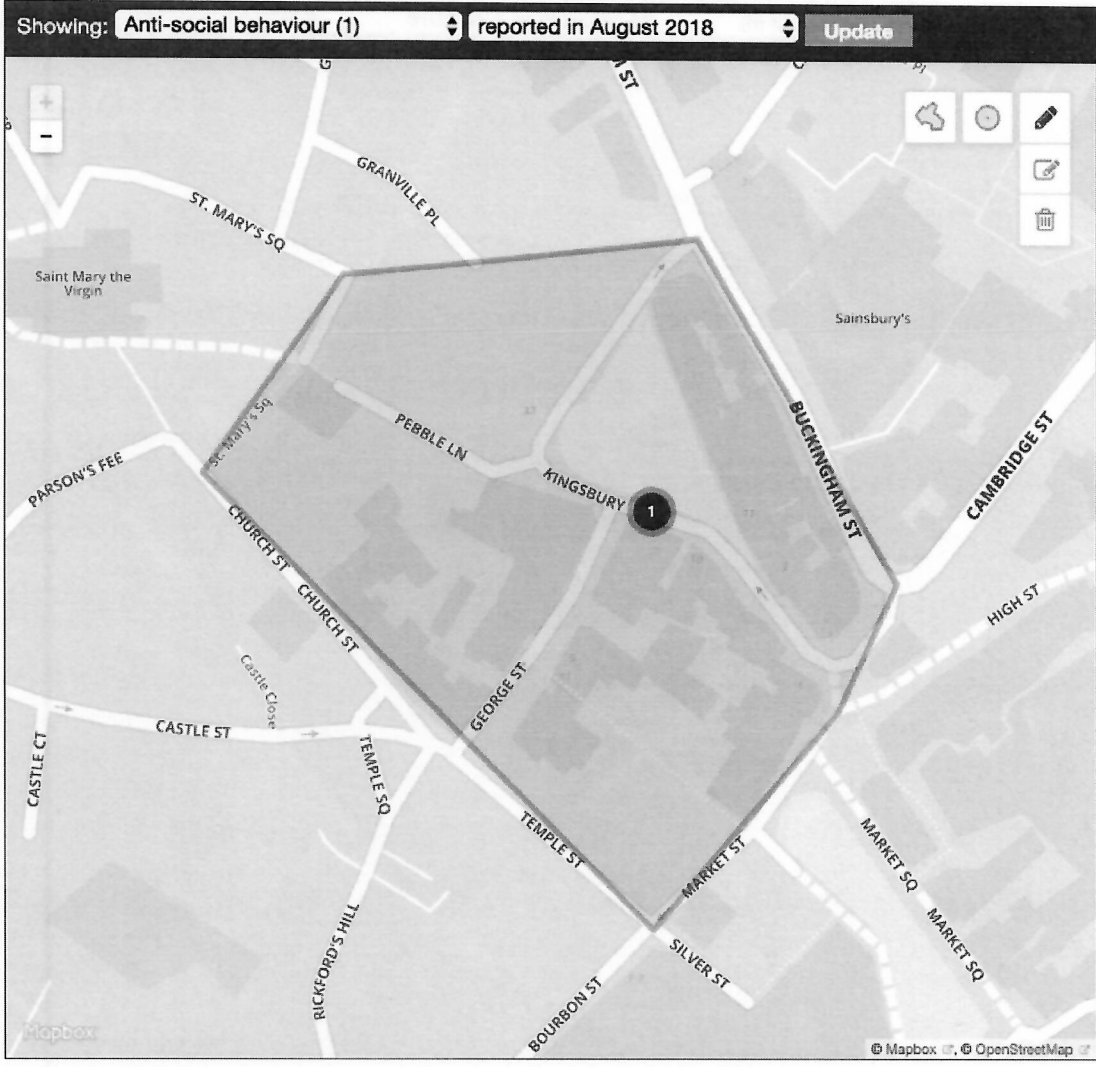 Showing: Anti-social behaviour (1) reported in August 2018 Update
ST
GRANVILLE PL
ST. MARY'S SQ
Saint Mary the
Virgin
Sainsbury's
St. Mary's Sq
PEBBLE LN
KINGSBURY
1
BUCKINGHAM ST
CAMBRIDGE ST
PARSON'S FEE
CHURCH ST
CHURCH ST
HIGH ST
Castle Close
GEORGE ST
CASTLE ST
CASTLE CT
TEMPLE SQ
TEMPLE ST
MARKET ST
MARKET SQ
MARKET SQ
RICKFORD'S HILL
SILVER ST
BOURBON ST
Mapbox
© Mapbox, © OpenStreetMap